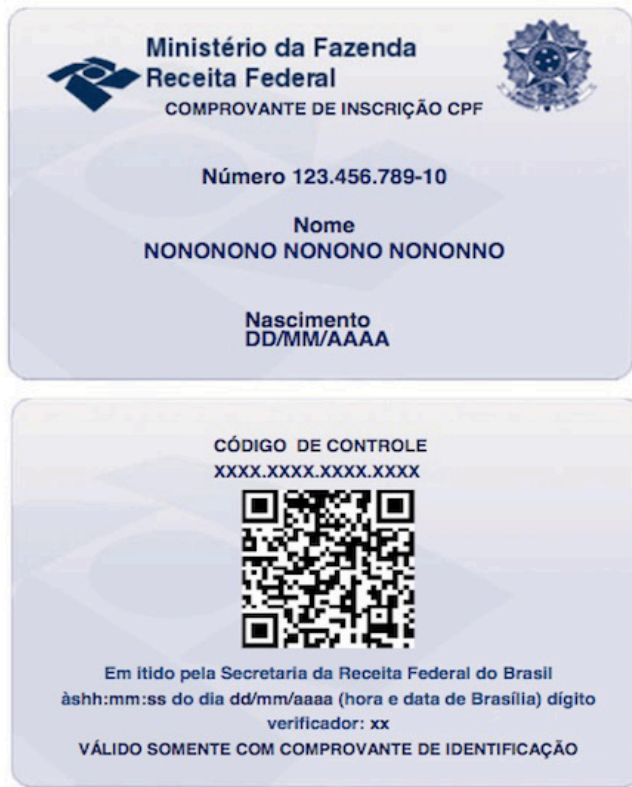 Ministério da Fazenda
Receita Federal
COMPROVANTE DE INSCRIÇÃO CPF
Número 123.456.789-10
Nome
NONONONO NONONO NONONNO
Nascimento
DD/MM/AAAA
CÓDIGO DE CONTROLE
XXXX.XXXX.XXXX.XXXX
Em itido pela Secretaria da Receita Federal do Brasil
àshh:mm:ss do dia dd/mm/aaaa (hora e data de Brasília) dígito
verificador: xx
VÁLIDO SOMENTE COM COMPROVANTE DE IDENTIFICAÇÃO